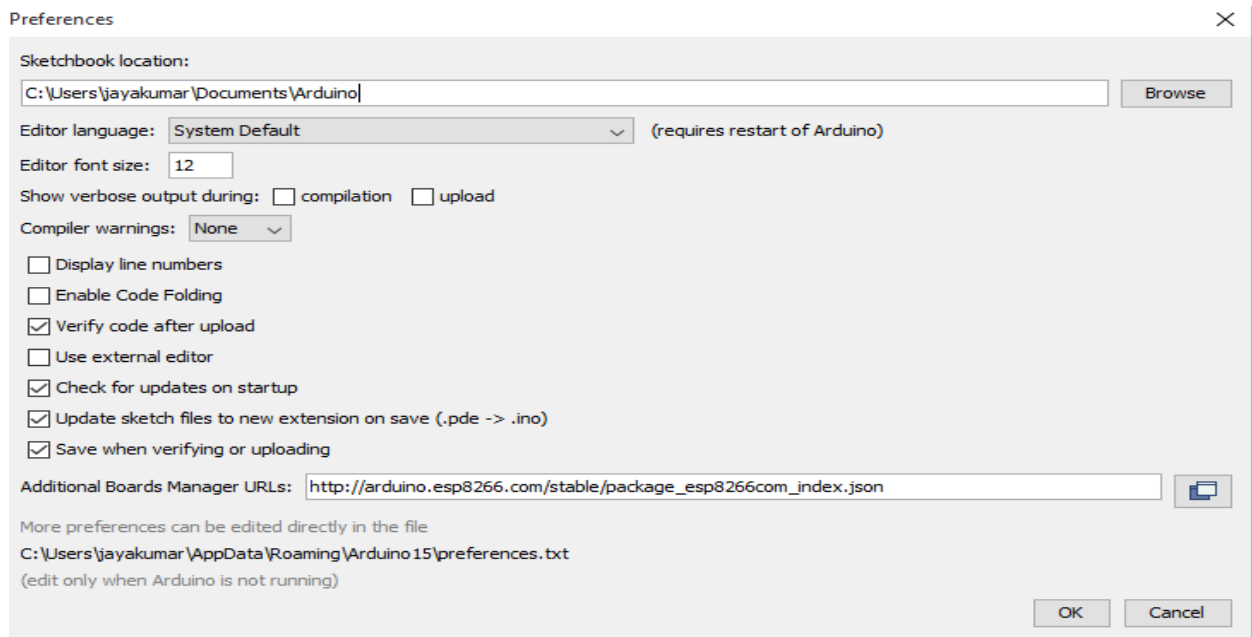 Preferences
Sketchbook location:
C:\Users\jayakumar\Documents\Arduino
Browse
Editor language: System Default (requires restart of Arduino)
Editor font size: 12
Show verbose output during: compilation upload
Compiler warnings: None
Display line numbers
Enable Code Folding
Verify code after upload
Use external editor
Check for updates on startup
Update sketch files to new extension on save (.pde -> .ino)
Save when verifying or uploading
Additional Boards Manager URLs: http://arduino.esp8266.com/stable/package_esp8266com_index.json
More preferences can be edited directly in the file
C:\Users\jayakumar\AppData\Roaming\Arduino15\preferences.txt
(edit only when Arduino is not running)
OK Cancel